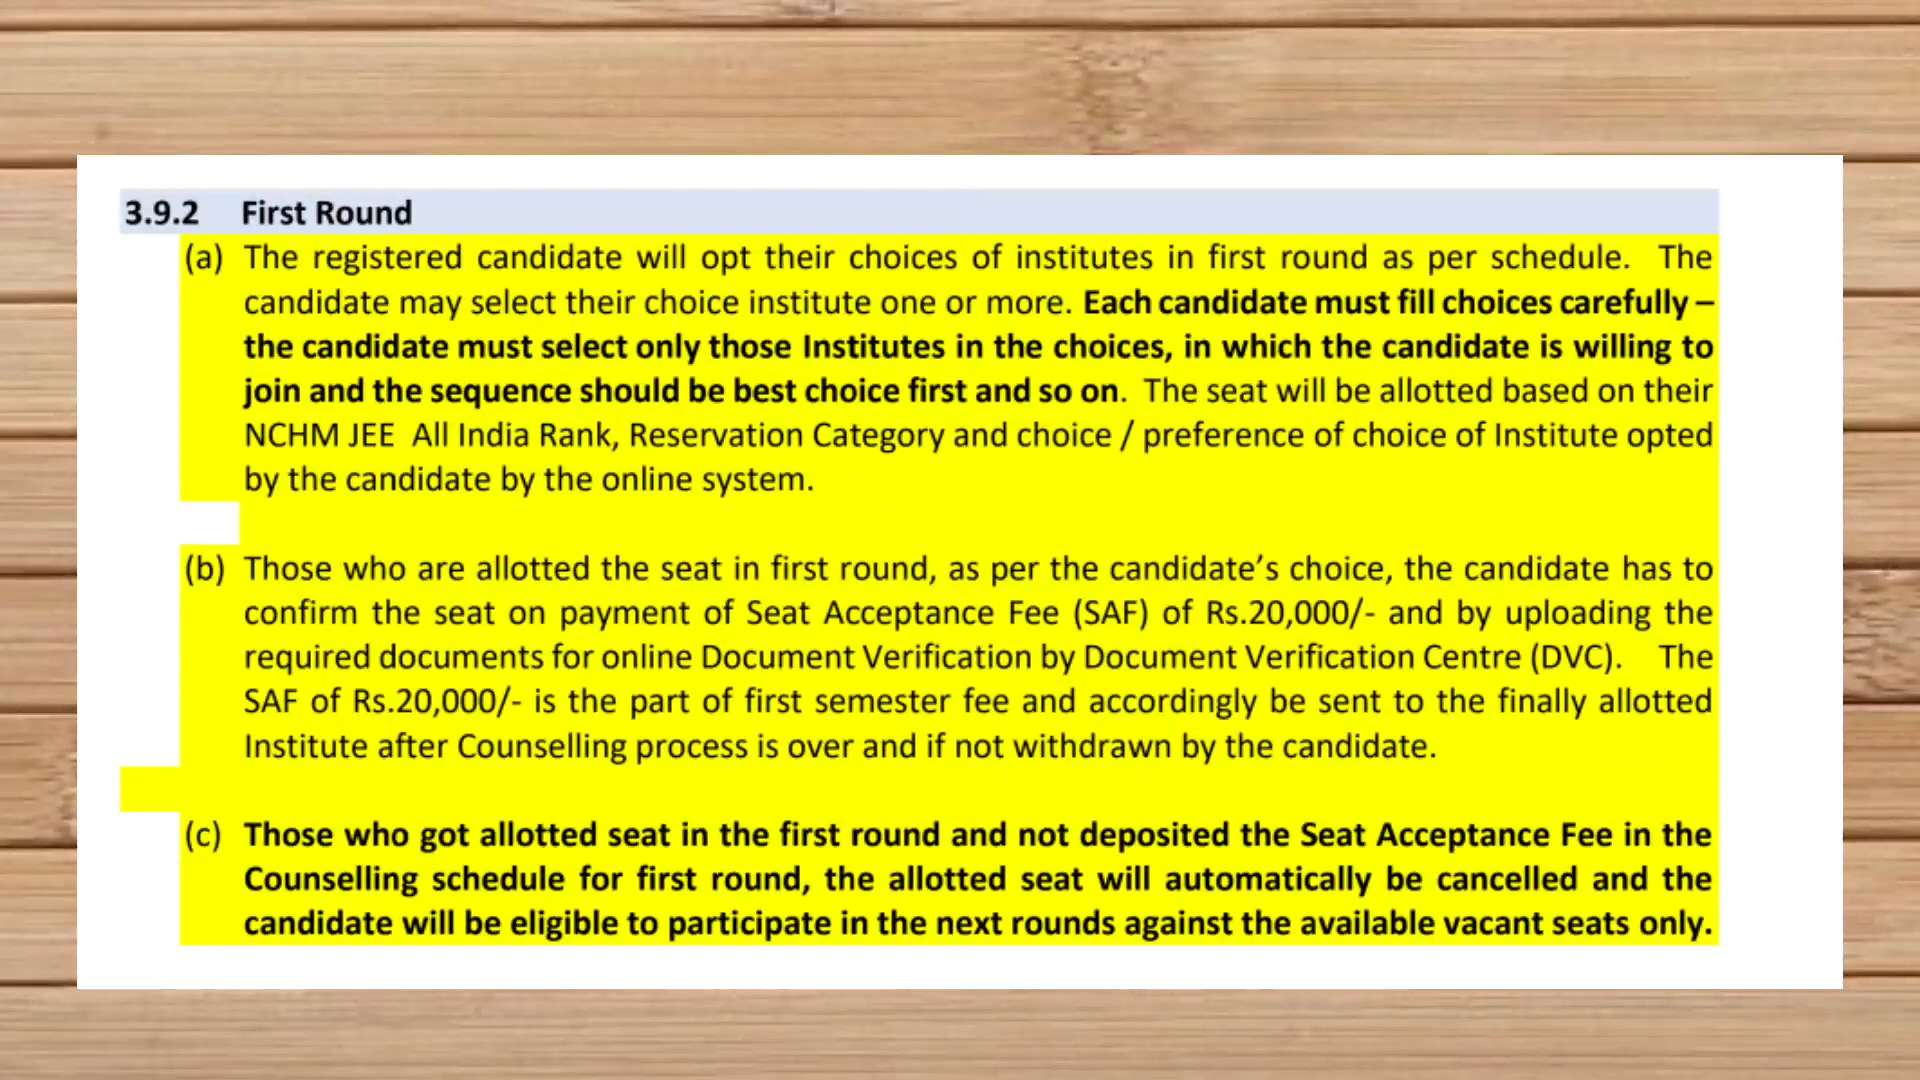 3.9.2 First Round
(a) The registered candidate will opt their choices of institutes in first round as per schedule. The
candidate may select their choice institute one or more. Each candidate must fill choices carefully –
the candidate must select only those Institutes in the choices, in which the candidate is willing to
join and the sequence should be best choice first and so on. The seat will be allotted based on their
NCHM JEE All India Rank, Reservation Category and choice / preference of choice of Institute opted
by the candidate by the online system.
(b) Those who are allotted the seat in first round, as per the candidate’s choice, the candidate has to
confirm the seat on payment of Seat Acceptance Fee (SAF) of Rs.20,000/- and by uploading the
required documents for online Document Verification by Document Verification Centre (DVC). The
SAF of Rs.20,000/- is the part of first semester fee and accordingly be sent to the finally allotted
Institute after Counselling process is over and if not withdrawn by the candidate.
(c) Those who got allotted seat in the first round and not deposited the Seat Acceptance Fee in the
Counselling schedule for first round, the allotted seat will automatically be cancelled and the
candidate will be eligible to participate in the next rounds against the available vacant seats only.